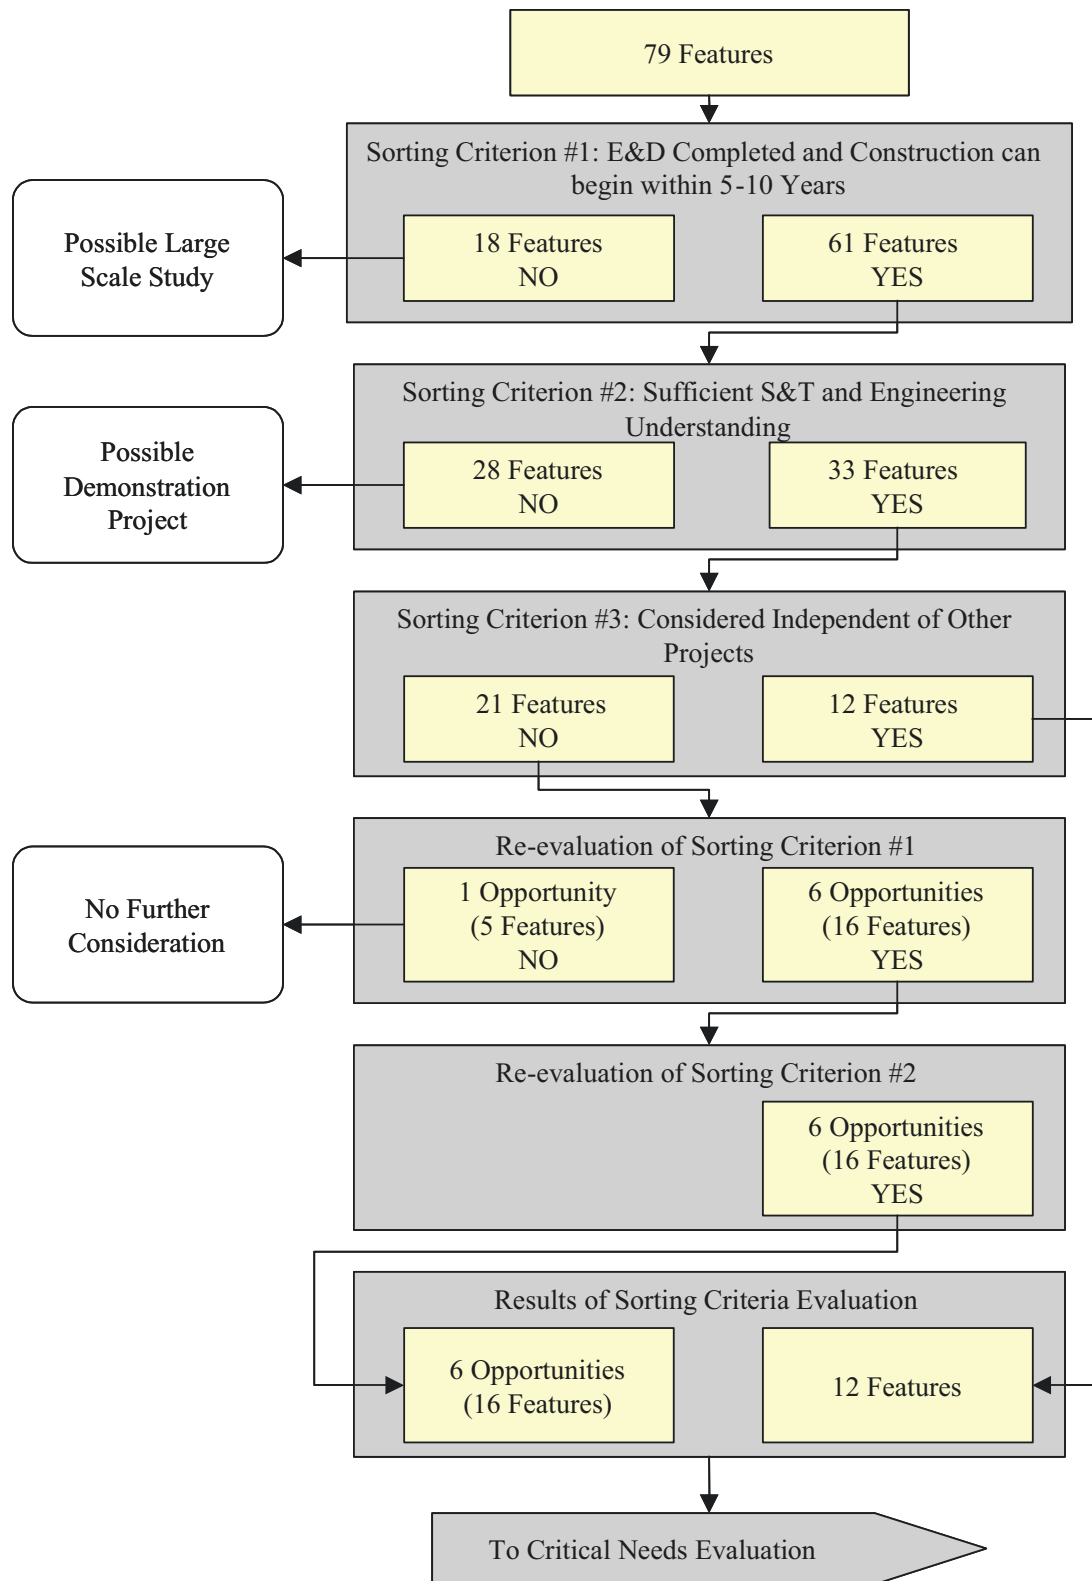 79 Features
Sorting Criterion #1: E&D Completed and Construction can
begin within 5-10 Years
Possible Large
Scale Study
18 Features
NO
61 Features
YES
Sorting Criterion #2: Sufficient S&T and Engineering
Understanding
Possible
Demonstration
Project
28 Features
NO
33 Features
YES
Sorting Criterion #3: Considered Independent of Other
Projects
21 Features
NO
12 Features
YES
Re-evaluation of Sorting Criterion #1
No Further
Consideration
1 Opportunity
(5 Features)
NO
6 Opportunities
(16 Features)
YES
Re-evaluation of Sorting Criterion #2
6 Opportunities
(16 Features)
YES
Results of Sorting Criteria Evaluation
6 Opportunities
(16 Features)
12 Features
To Critical Needs Evaluation